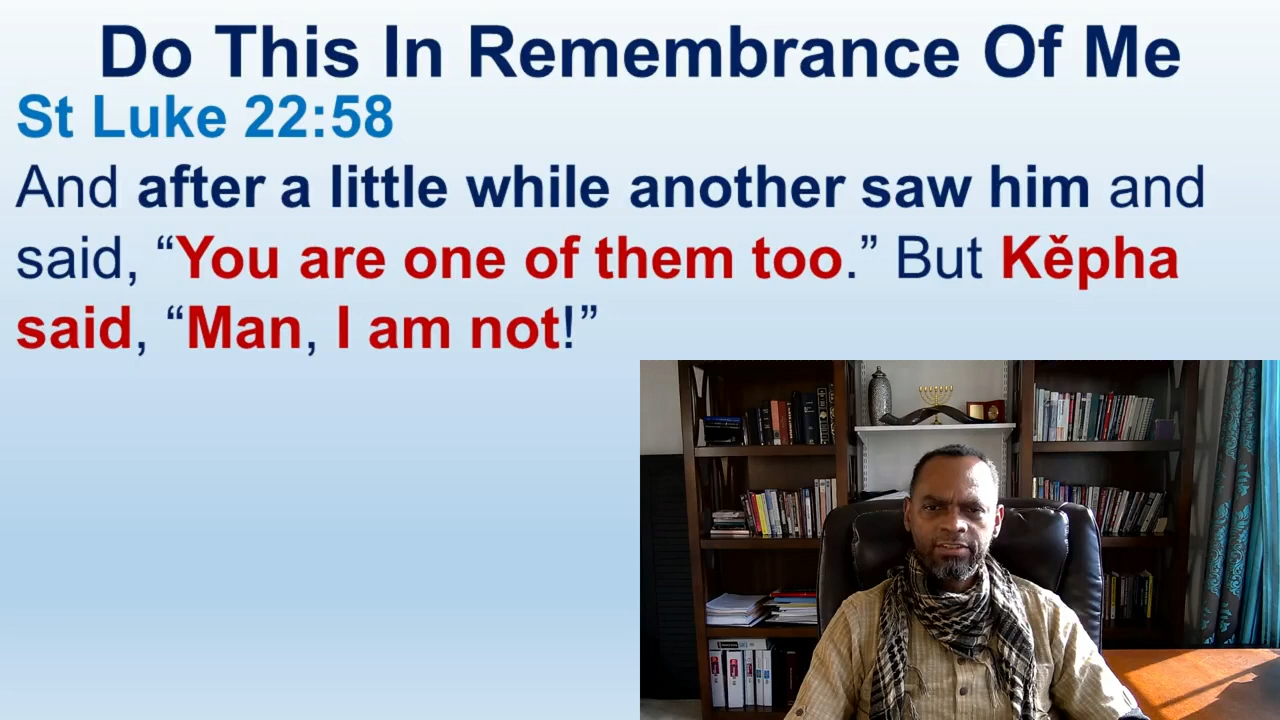 Do This In Remembrance Of Me
St Luke 22:58
And after a little while another saw him and
said, “You are one of them too.” But Kěpha
said, “Man, I am not!”